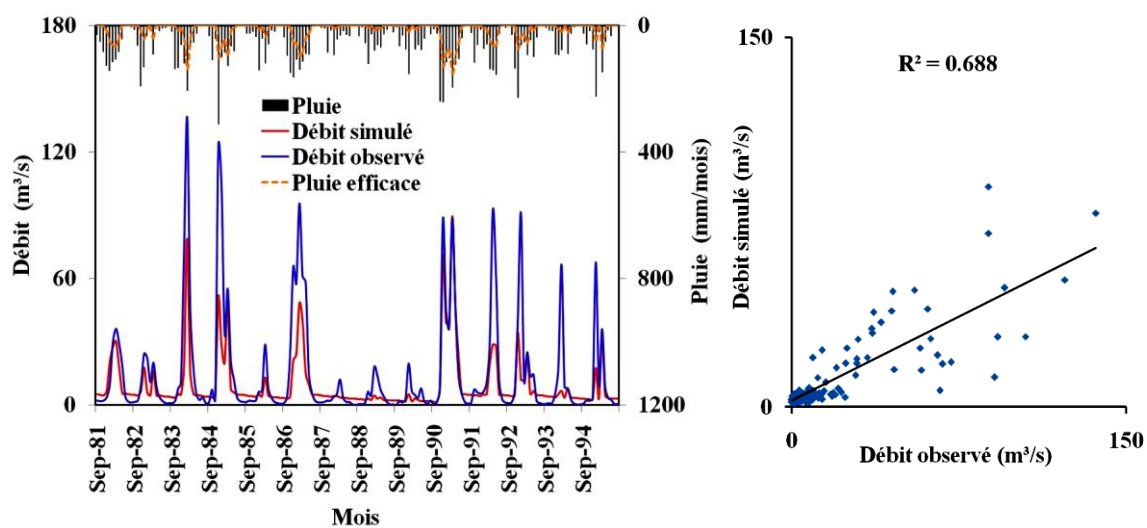 180
120
60
0
Débit (m³/s)
0
400
800
1200
Pluie (mm/mois)
Pluie
Débit simulé
Débit observé
Pluie efficace
Sep-81
Sep-82
Sep-83
Sep-84
Sep-85
Sep-86
Sep-87
Sep-88
Sep-89
Sep-90
Sep-91
Sep-92
Sep-93
Sep-94
Mois
150
R² = 0.688
Débit simulé (m³/s)
0
0
150
Débit observé (m³/s)